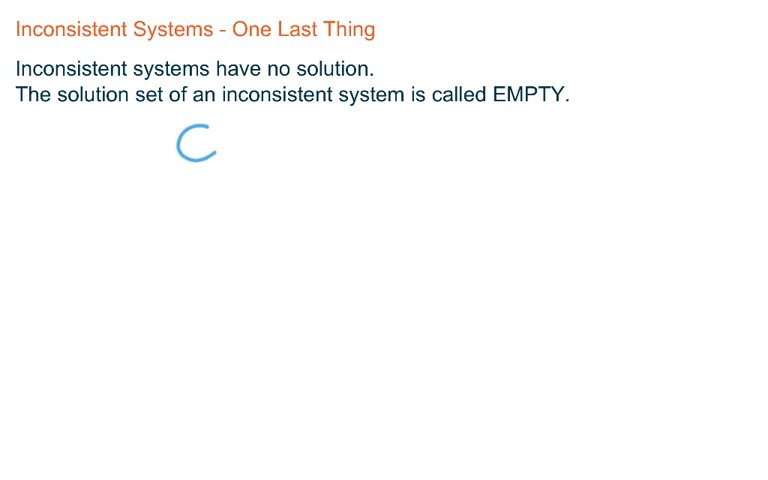 Inconsistent Systems - One Last Thing
Inconsistent systems have no solution.
The solution set of an inconsistent system is called EMPTY.
C